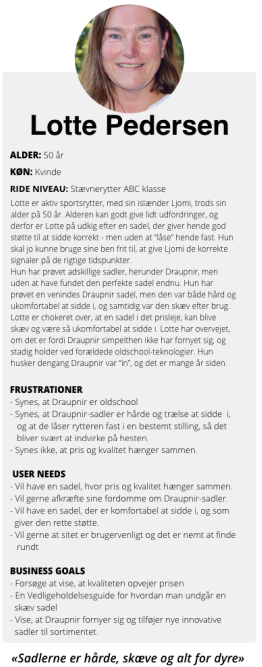 Lotte Pedersen
ALDER: 50 år
KØN: Kvinde
RIDE NIVEAU: Stævnerytter ABC klasse
Lotte er aktiv sportsrytter, med sin islænder Ljomi, trods sin
alder på 50 år. Alderen kan godt give lidt udfordringer, og
derfor er Lotte på udkig efter en sadel, der giver hende god
støtte til at sidde korrekt - men uden at “låse” hende fast. Hun
skal jo kunne bruge sine ben frit til, at give Ljomi de korrekte
signaler på de rigtige tidspunkter.
Hun har prøvet adskillige sadler, herunder Draupnir, men
uden at have fundet den perfekte sadel endnu. Hun har
prøvet en venindes Draupnir sadel, men den var både hård og
ukomfortabel at sidde i, og samtidig var den skæv efter brug.
Lotte er chokeret over, at en sadel i det prisleje, kan blive
skæv og være så ukomfortabel at sidde i. Lotte har overvejet,
om det er fordi Draupnir simpelthen ikke har fornyet sig, og
stadig holder ved forældede oldschool-teknologier. Hun
husker dengang Draupnir var “in”, og det er mange år siden.
FRUSTRATIONER
- Synes, at Draupnir er oldschool
- Synes, at Draupnir-sadler er hårde og trælse at sidde i,
og at de låser rytteren fast i en bestemt stilling, så det
bliver svært at indvirke på hesten.
- Synes ikke, at pris og kvalitet hænger sammen.
USER NEEDS
- Vil have en sadel, hvor pris og kvalitet hænger sammen.
- Vil gerne afkræfte sine fordomme om Draupnir-sadler.
- Vil have en sadel, der er komfortabel at sidde i, og som
giver den rette støtte.
- Vil gerne at sitet er brugervenligt og det er nemt at finde
rundt
BUSINESS GOALS
- Forsøge at vise, at kvaliteten opvejer prisen
- En Vedligeholdelsesguide for hvordan man undgår en
skæv sadel
- Vise, at Draupnir fornyer sig og tilføjer nye innovative
sadler til sortimentet.
«Sadlerne er hårde, skæve og alt for dyre»